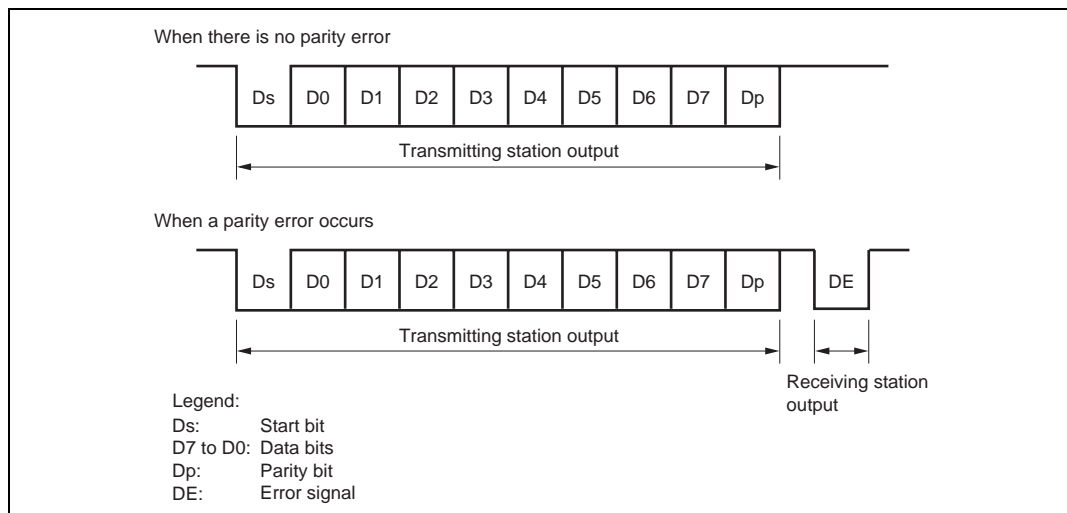 When there is no parity error
Ds D0 D1 D2 D3 D4 D5 D6 D7 Dp
Transmitting station output
When a parity error occurs
Ds D0 D1 D2 D3 D4 D5 D6 D7 Dp DE
Transmitting station output
Receiving station
output
Legend:
Ds: Start bit
D7 to D0: Data bits
Dp: Parity bit
DE: Error signal